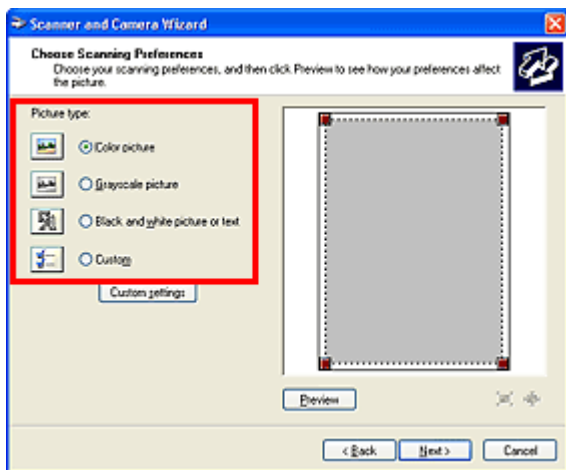 Scanner and Camera Wizard
Choose Scanning Preferences
Choose your scanning preferences, and then click Preview to see how your preferences affect
the picture.
Picture type:
Color picture
Grayscale picture
Black and white picture or text
Custom
Custom settings
Preview
< Back
Next >
Cancel